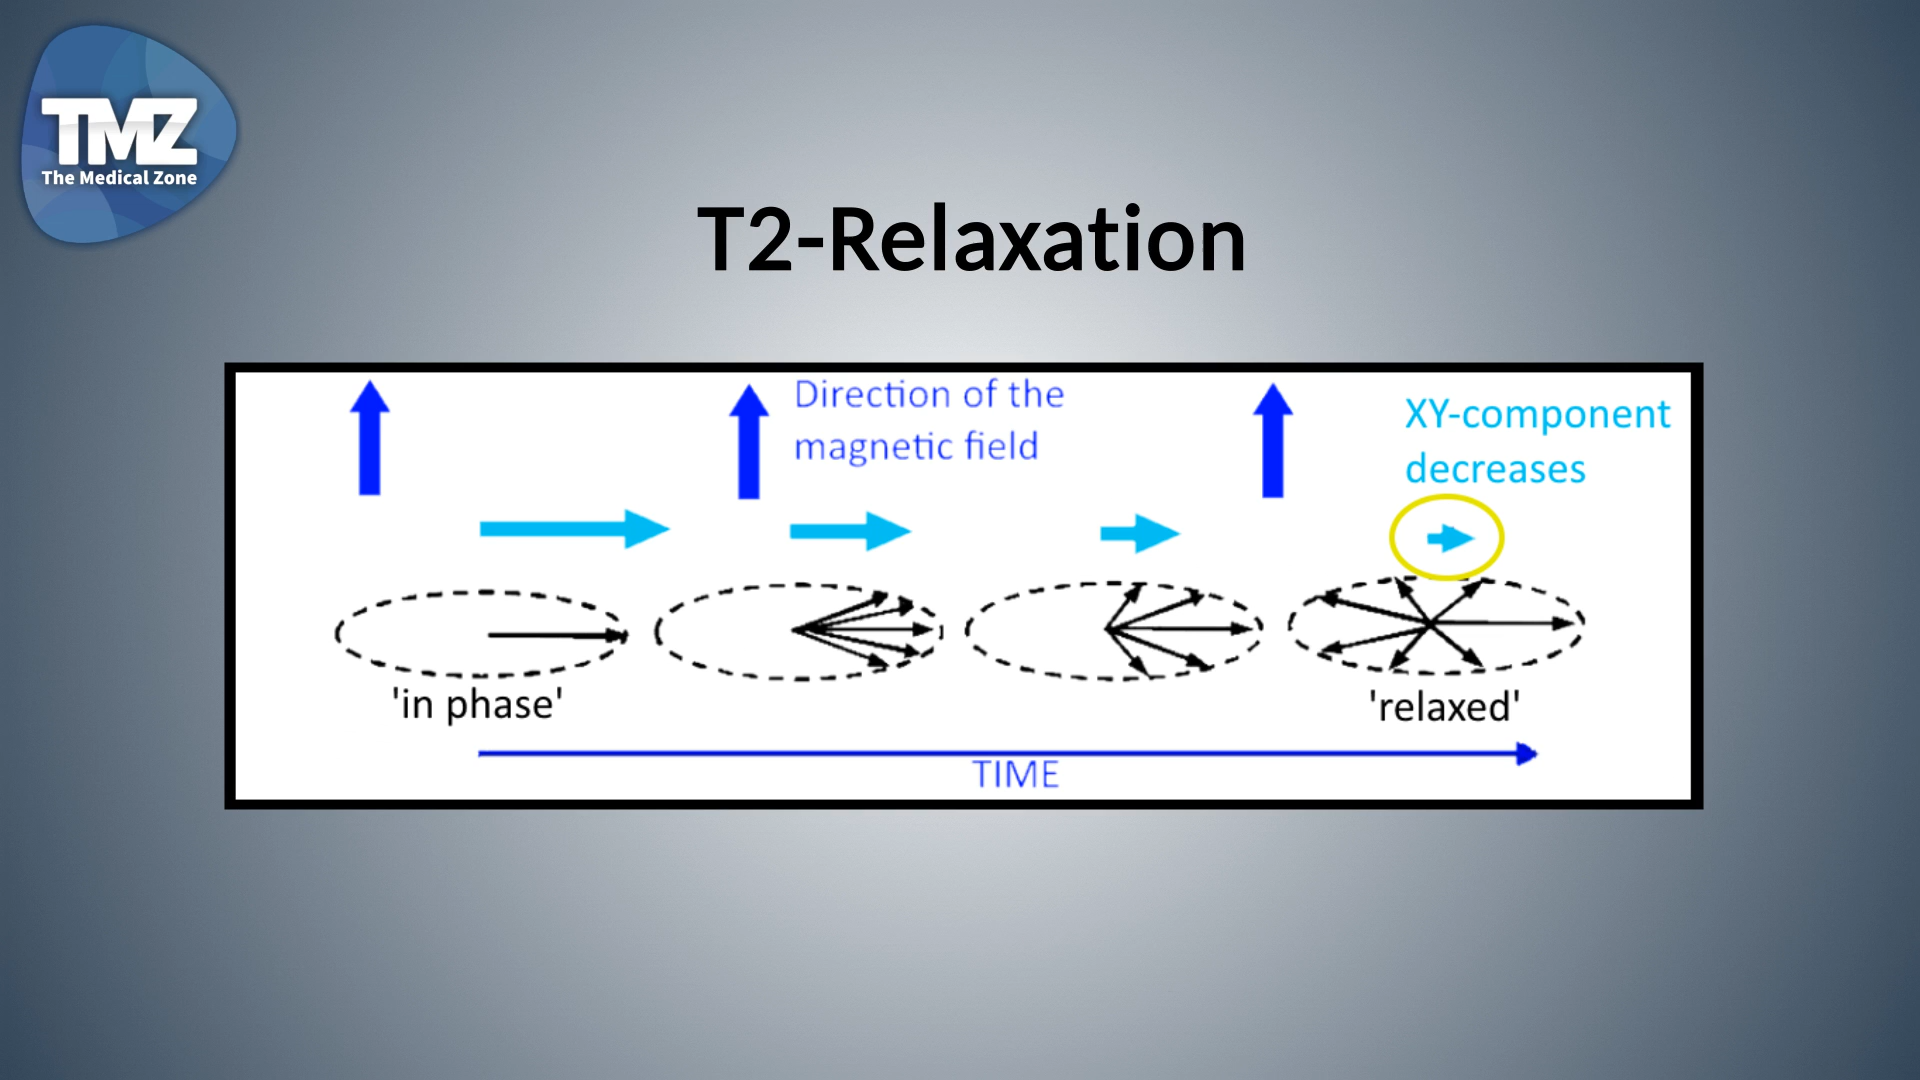 TMZ
The Medical Zone
T2-Relaxation
Direction of the
magnetic field
XY-component
decreases
'in phase'
'relaxed'
TIME